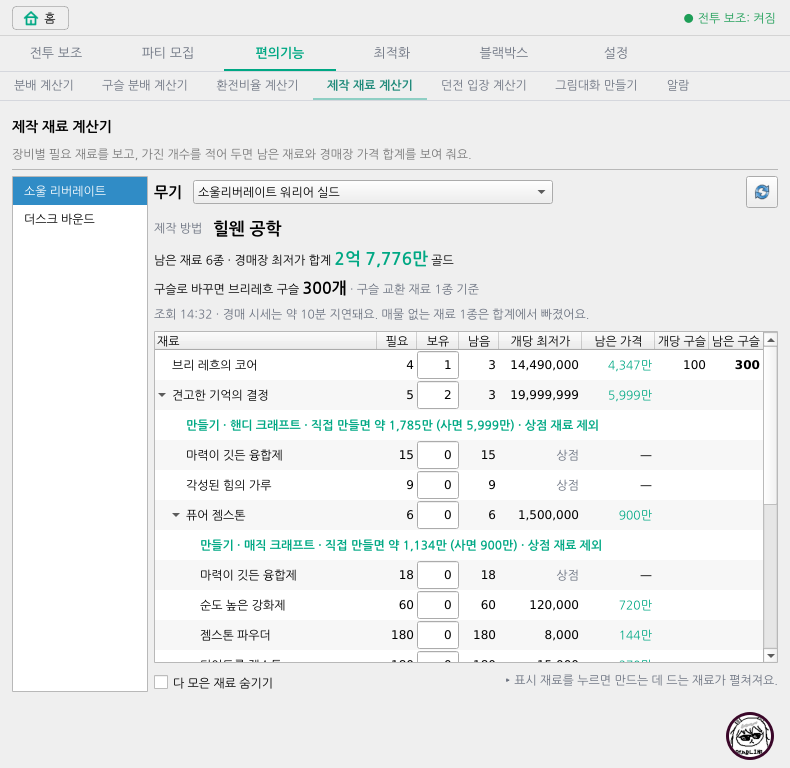 홈
전투 보조: 켜짐
전투 보조 파티 모집 편의기능 최적화 블랙박스 설정
분배 계산기 구슬 분배 계산기 환전비율 계산기 제작 재료 계산기 던전 입장 계산기 그림대화 만들기 알람
제작 재료 계산기
장비별 필요 재료를 보고, 가진 개수를 적어 두면 남은 재료와 경매장 가격 합계를 보여 줘요.
소울 리버레이트
더스크 바운드
무기 소울리버레이트 워리어 실드
제작 방법 힐웬 공학
남은 재료 6종 · 경매장 최저가 합계 2억 7,776만 골드
구슬로 바꾸면 브리레흐 구슬 300개 · 구슬 교환 재료 1종 기준
조회 14:32 · 경매 시세는 약 10분 지연돼요. 매물 없는 재료 1종은 합계에서 빠졌어요.
재료 필요 보유 남음 개당 최저가 남은 가격 개당 구슬 남은 구슬
브리 레흐의 코어 4 1 3 14,490,000 4,347만 100 300
견고한 기억의 결정 5 2 3 19,999,999 5,999만
만들기 · 핸디 크래프트 · 직접 만들면 약 1,785만 (사면 5,999만) · 상점 재료 제외
마력이 깃든 융합제 15 0 15 상점 —
각성된 힘의 가루 9 0 9 상점 —
퓨어 젬스톤 6 0 6 1,500,000 900만
만들기 · 매직 크래프트 · 직접 만들면 약 1,134만 (사면 900만) · 상점 재료 제외
마력이 깃든 융합제 18 0 18 상점 —
순도 높은 강화제 60 0 60 120,000 720만
젬스톤 파우더 180 0 180 8,000 144만
다 모은 재료 숨기기
▸ 표시 재료를 누르면 만드는 데 드는 재료가 펼쳐져요.